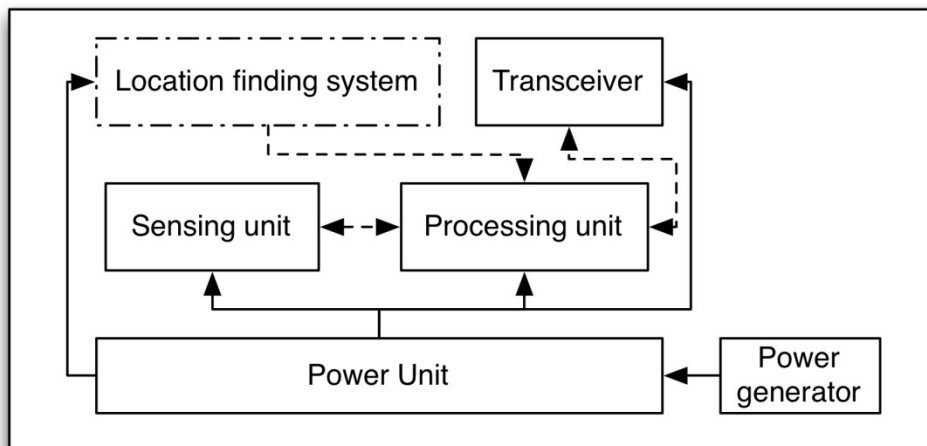 Location finding system
Transceiver
Sensing unit
Processing unit
Power Unit
Power
generator